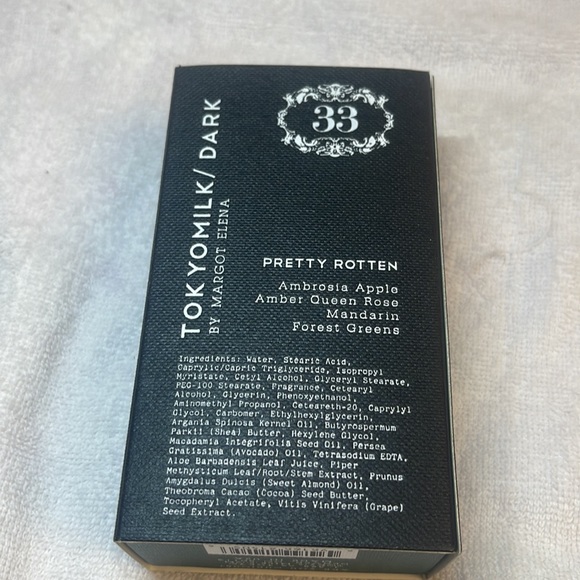 33
TOKYOMILK/ DARK
BY MARGOT ELENA
PRETTY ROTTEN
Ambrosia Apple
Amber Queen Rose
Mandarin
Forest Greens
Ingredients: Water, Stearic Acid,
Caprylic/Capric Triglyceride, Isopropyl
Myristate, Cetyl Alcohol, Glyceryl Stearate,
PEG-100 Stearate, Fragrance, Cetearyl
Alcohol, Glycerin, Phenoxyethanol,
Aminomethyl Propanol, Ceteareth-20, Caprylyl
Glycol, Carbomer, Ethylhexylglycerin,
Argania Spinosa Kernel Oil, Butyrospermum
Parkii (Shea) Butter, Hexylene Glycol,
Macadamia Integrifolia Seed Oil, Persea
Gratissima (Avocado) Oil, Tetrasodium EDTA,
Aloe Barbadensis Leaf Juice, Piper
Methysticum Leaf/Root/Stem Extract, Prunus
Amygdalus Dulcis (Sweet Almond) Oil,
Theobroma Cacao (Cocoa) Seed Butter,
Tocopheryl Acetate, Vitis Vinifera (Grape)
Seed Extract.